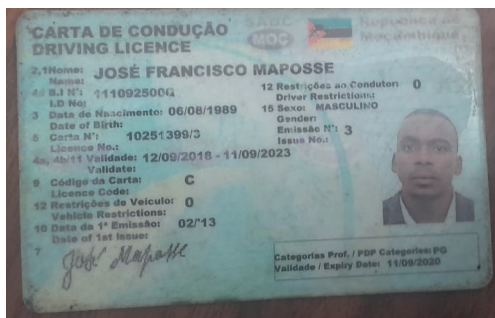 CARTA DE CONDUÇÃO
DRIVING LICENCE
SADC
MOC
República de
Moçambique
2,1Nome: JOSÉ FRANCISCO MAPOSSE
Name:
B.I Nº:
I.D No:
3 Data de Nascimento: 06/08/1989
Date of Birth:
5 Carta Nº: 10251399/3
Licence No.:
4a, 4b/11 Validade: 12/09/2018 - 11/09/2023
Validate:
9 Código da Carta: C
Licence Code:
12 Restrições de Veiculo: 0
Vehicle Restrictions:
10 Data da 1ª Emissão: 02/'13
Date of 1st Issue:
7
José Maposse
12 Restrições ao Condutor: 0
Driver Restrictions:
15 Sexo: MASCULINO
Gender:
Emissão Nº: 3
Issue No.:
Categorias Prof. / PDP Categories: PG
Validade / Expiry Date: 11/09/2020